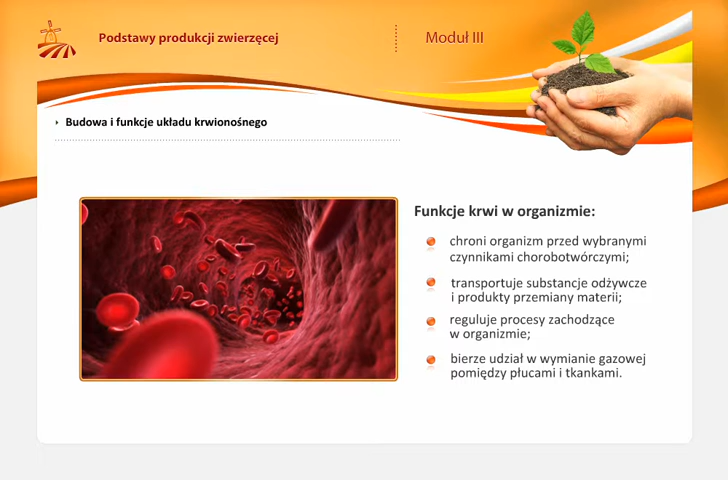 Podstawy produkcji zwierzęcej
Moduł III
Budowa i funkcje układu krwionośnego
Funkcje krwi w organizmie:
chroni organizm przed wybranymi
czynnikami chorobotwórczymi;
transportuje substancje odżywcze
i produkty przemiany materii;
reguluje procesy zachodzące
w organizmie;
bierze udział w wymianie gazowej
pomiędzy płucami i tkankami.